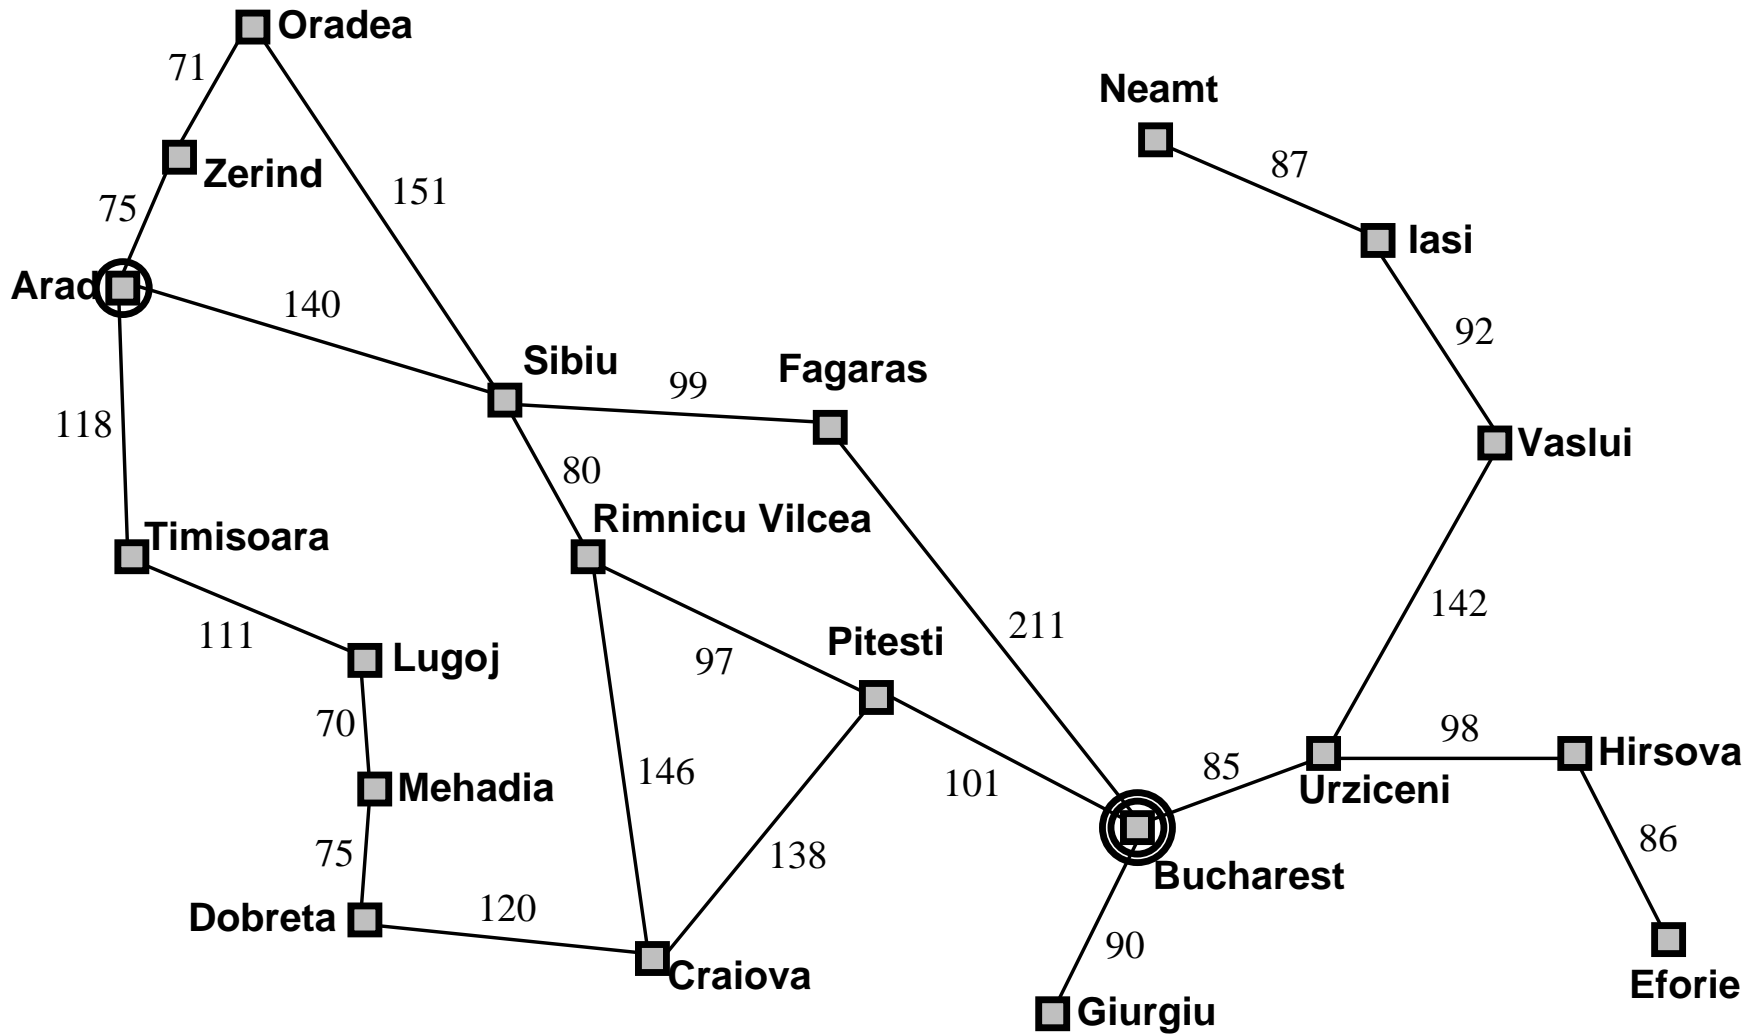 Oradea
71
Neamt
87
Zerind
151
75
Iasi
Arad
140
92
Sibiu
99
Fagaras
118
Vaslui
80
Rimnicu Vilcea
Timisoara
142
111
211
Pitesti
Lugoj
97
70
98
Hirsova
146
101
85
Mehadia
Urziceni
86
75
138
Bucharest
Dobreta
120
90
Craiova
Eforie
Giurgiu